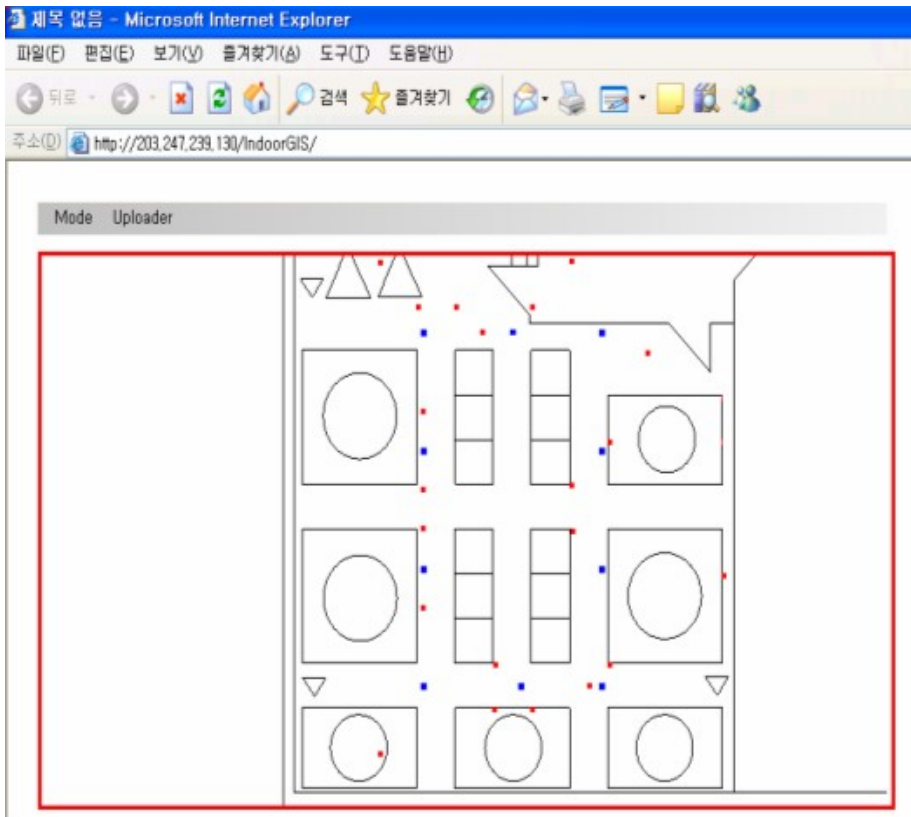 제목 없음 - Microsoft Internet Explorer
파일(F) 편집(E) 보기(V) 즐겨찾기(A) 도구(T) 도움말(H)
뒤로 검색 즐겨찾기
주소(D) http://203,247,239,130/IndoorGIS/
Mode Uploader